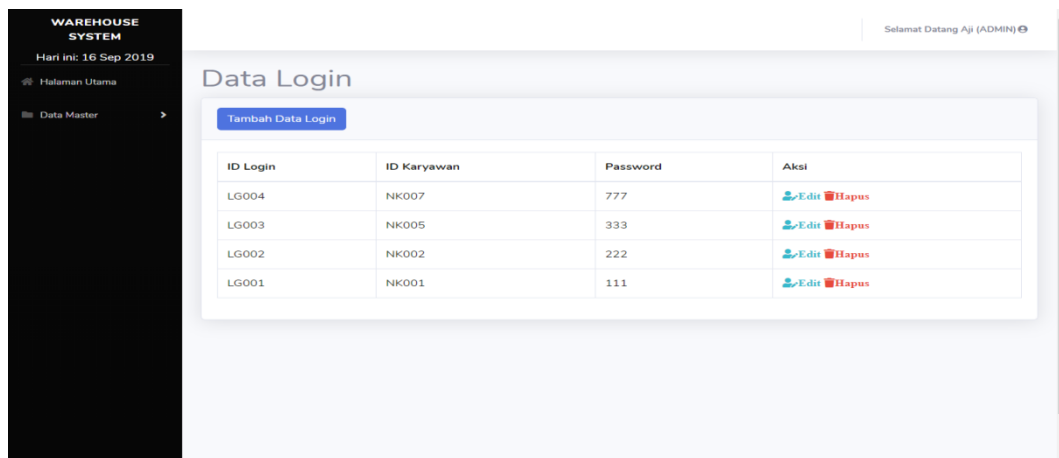 WAREHOUSE
SYSTEM
Hari ini: 16 Sep 2019
Halaman Utama
Data Master
Selamat Datang Aji (ADMIN)
Data Login
Tambah Data Login
ID Login ID Karyawan Password Aksi
LG004 NK007 777 Edit Hapus
LG003 NK005 333 Edit Hapus
LG002 NK002 222 Edit Hapus
LG001 NK001 111 Edit Hapus